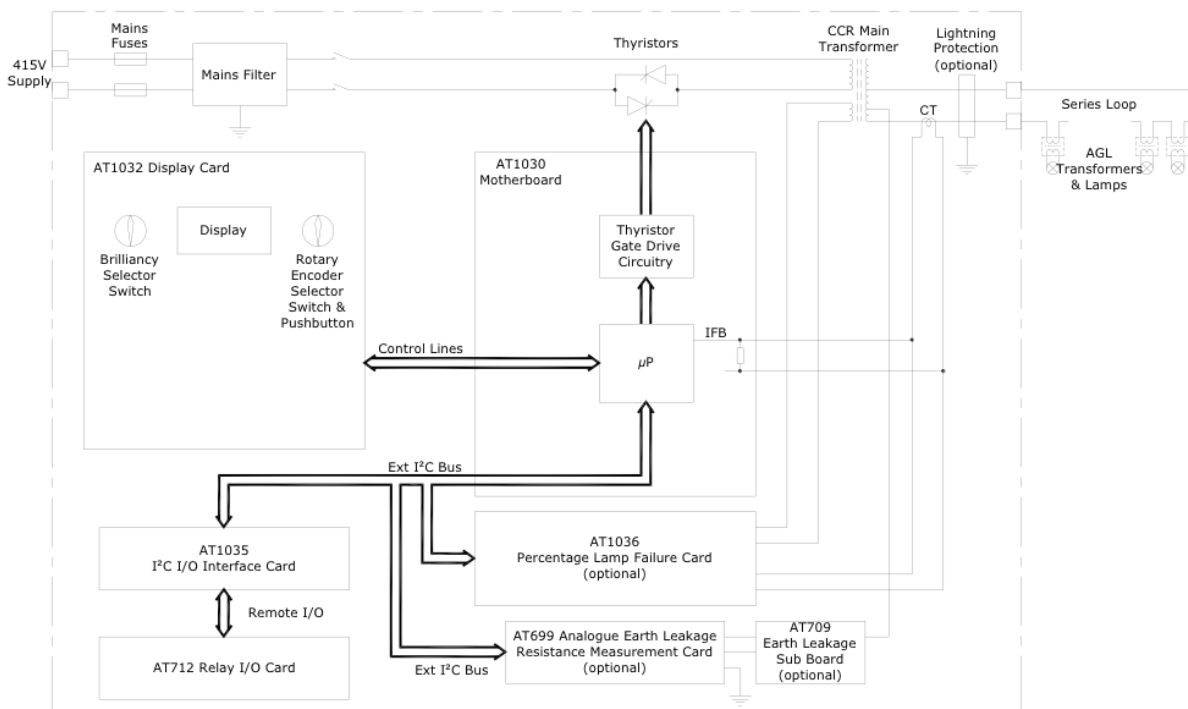 Mains
Fuses
415V
Supply
Mains Filter
Thyristors
CCR Main
Transformer
Lightning
Protection
(optional)
CT
Series Loop
AGL
Transformers
& Lamps
AT1032 Display Card
Display
Brilliancy
Selector
Switch
Rotary
Encoder
Selector
Switch &
Pushbutton
AT1030
Motherboard
Thyristor
Gate Drive
Circuitry
Control Lines
µP
IFB
Ext I²C Bus
AT1035
I²C I/O Interface Card
Remote I/O
AT712 Relay I/O Card
AT1036
Percentage Lamp Failure Card
(optional)
Ext I²C Bus
AT699 Analogue Earth Leakage
Resistance Measurement Card
(optional)
AT709
Earth Leakage
Sub Board
(optional)